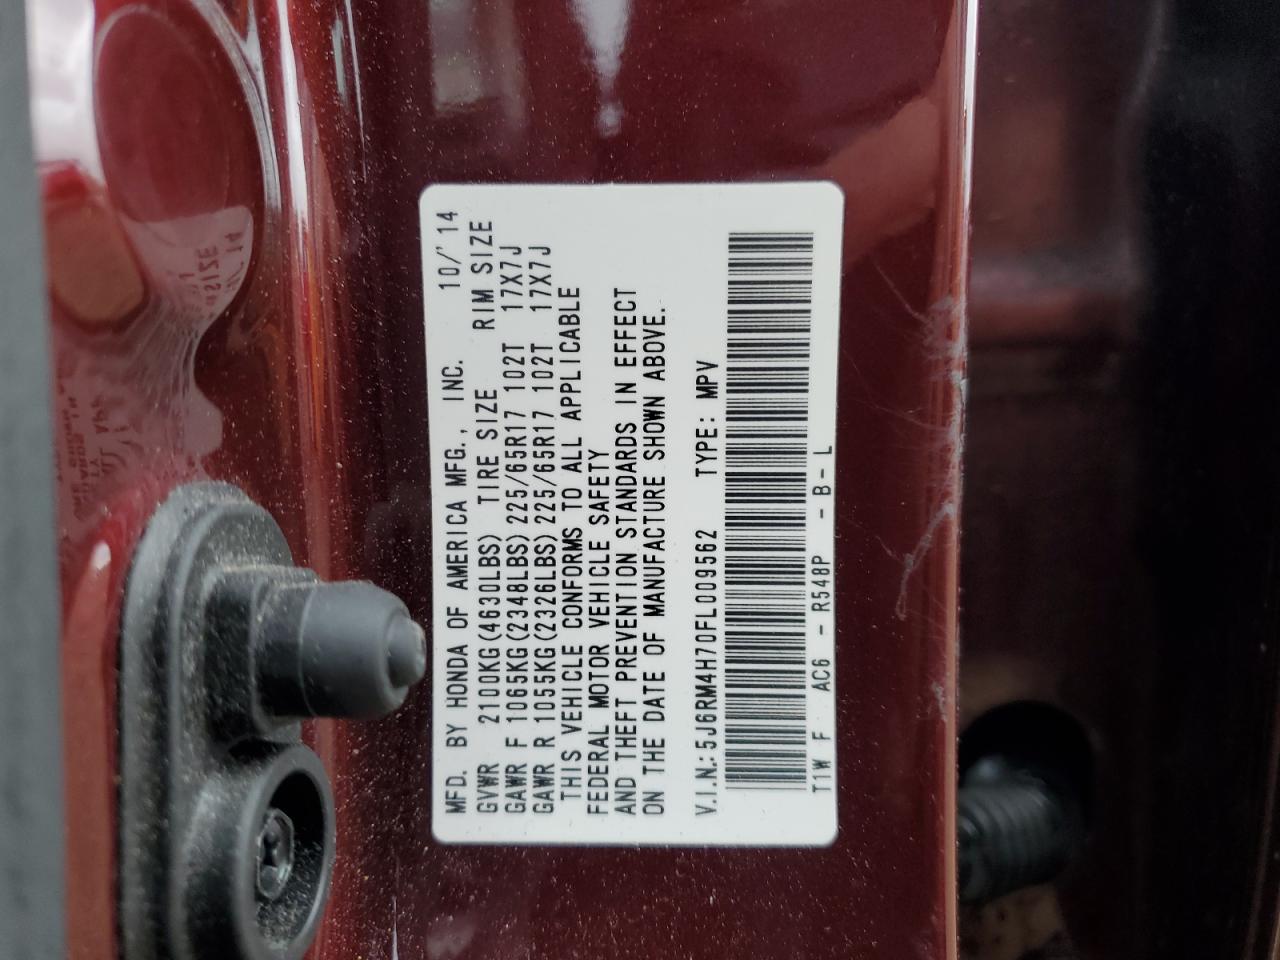 MFD. BY HONDA OF AMERICA MFG., INC. 10/'14
GVWR 2100KG(4630LBS) TIRE SIZE RIM SIZE
GAWR F 1065KG(2348LBS) 225/65R17 102T 17X7J
GAWR R 1055KG(2326LBS) 225/65R17 102T 17X7J
THIS VEHICLE CONFORMS TO ALL APPLICABLE
FEDERAL MOTOR VEHICLE SAFETY
AND THEFT PREVENTION STANDARDS IN EFFECT
ON THE DATE OF MANUFACTURE SHOWN ABOVE.
V.I.N.: 5J6RM4H70FL009562 TYPE: MPV
T1W F AC6 - R548P - B - L